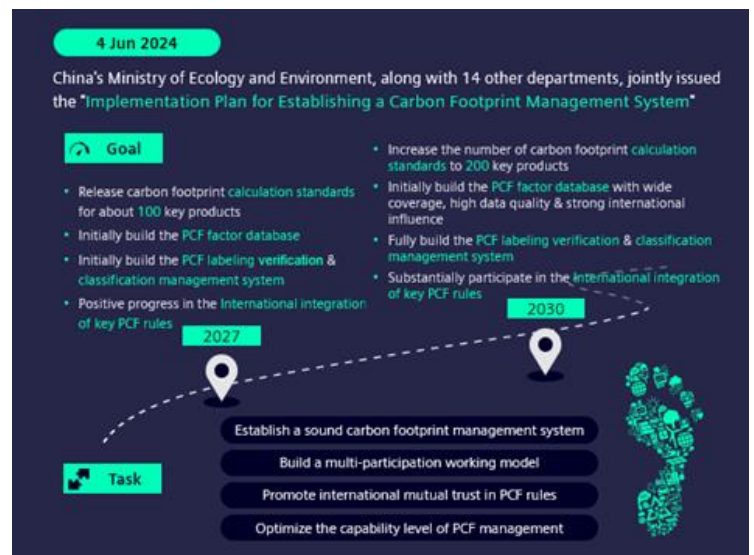 4 Jun 2024
China's Ministry of Ecology and Environment, along with 14 other departments, jointly issued
the "Implementation Plan for Establishing a Carbon Footprint Management System"
Goal
• Release carbon footprint calculation standards
for about 100 key products
• Initially build the PCF factor database
• Initially build the PCF labeling verification &
classification management system
• Positive progress in the International integration
of key PCF rules
2027
• Increase the number of carbon footprint calculation
standards to 200 key products
• Initially build the PCF factor database with wide
coverage, high data quality & strong international
influence
• Fully build the PCF labeling verification & classification
management system
• Substantially participate in the International integration
of key PCF rules
2030
Task
Establish a sound carbon footprint management system
Build a multi-participation working model
Promote international mutual trust in PCF rules
Optimize the capability level of PCF management